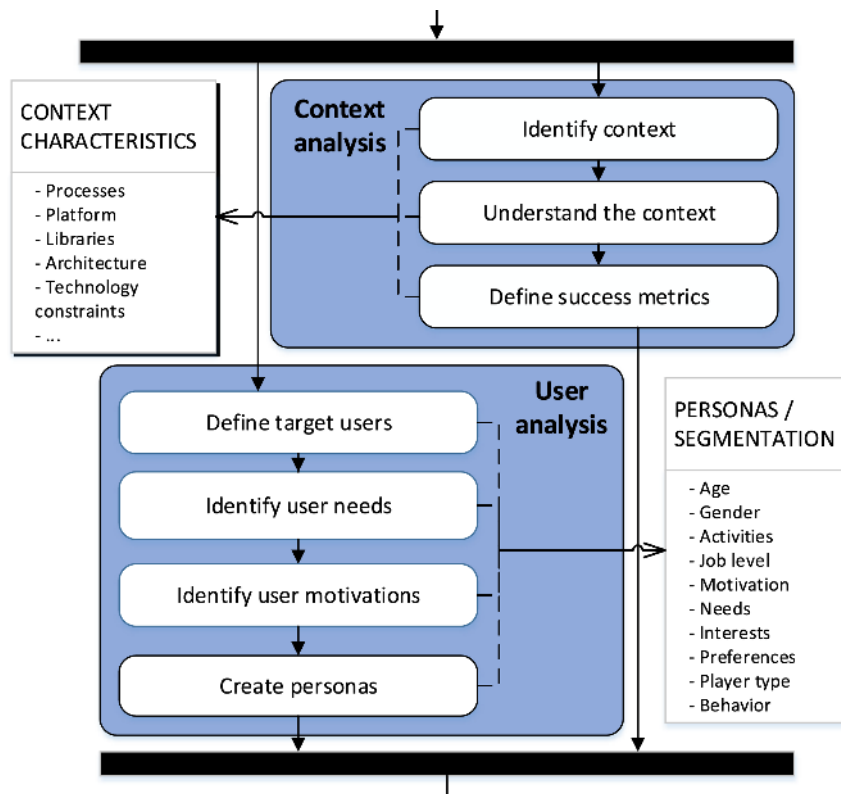 CONTEXT
CHARACTERISTICS
- Processes
- Platform
- Libraries
- Architecture
- Technology
constraints
- ...
Context
analysis
Identify context
Understand the context
Define success metrics
User
analysis
Define target users
Identify user needs
Identify user motivations
Create personas
PERSONAS /
SEGMENTATION
- Age
- Gender
- Activities
- Job level
- Motivation
- Needs
- Interests
- Preferences
- Player type
- Behavior